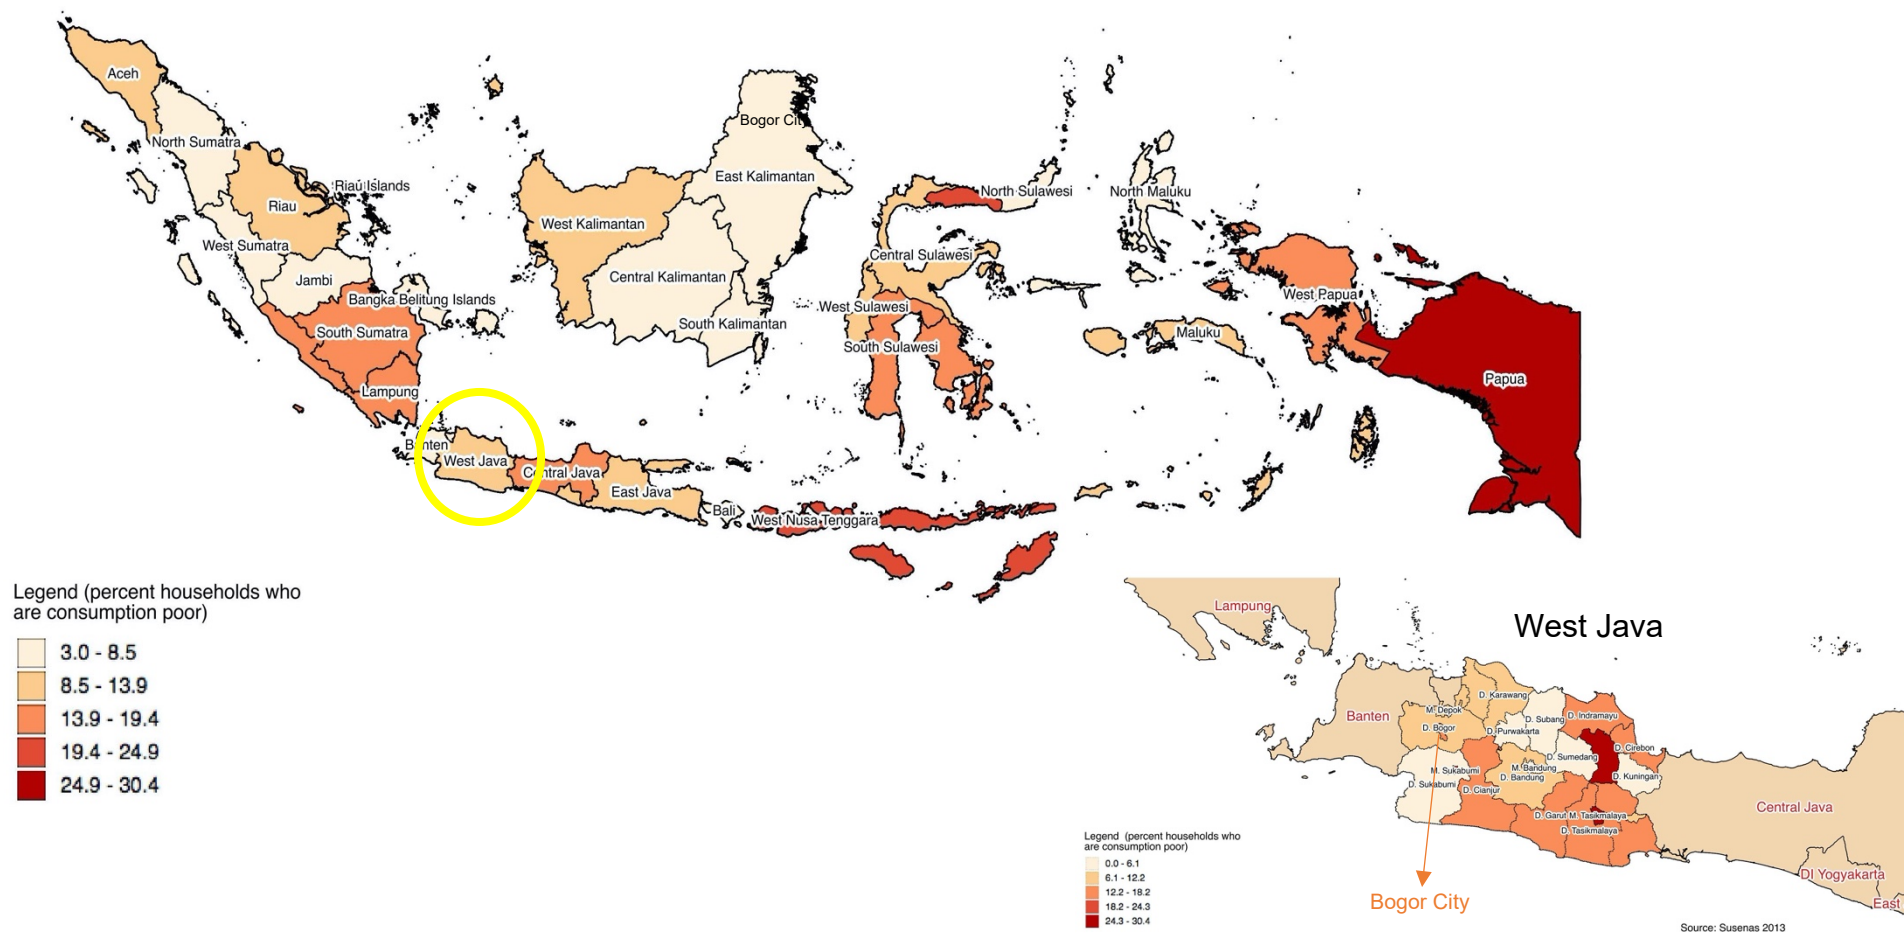 Aceh
North Sumatra
Bogor City
Riau Islands
Riau
East Kalimantan
North Sulawesi
North Maluku
West Kalimantan
West Sumatra
Central Sulawesi
Jambi
Central Kalimantan
Bangka Belitung Islands
West Papua
West Sulawesi
South Sumatra
South Kalimantan
South Sulawesi
Maluku
Lampung
Papua
Banten
West Java
Central Java
East Java
Bali
West Nusa Tenggara
Legend (percent households who
are consumption poor)
3.0 - 8.5
8.5 - 13.9
13.9 - 19.4
19.4 - 24.9
24.9 - 30.4
West Java
Lampung
Banten
D. Karawang
M. Depok
D. Subang
D. Indramayu
D. Bogor
D. Purwakarta
D. Cirebon
D. Sumedang
M. Sukabumi
M. Bandung
D. Bandung
D. Kuningan
D. Sukabumi
D. Cianjur
D. Garut
M. Tasikmalaya
D. Tasikmalaya
Central Java
DI Yogyakarta
East
Bogor City
Legend (percent households who
are consumption poor)
0.0 - 6.1
6.1 - 12.2
12.2 - 18.2
18.2 - 24.3
24.3 - 30.4
Source: Susenas 2013